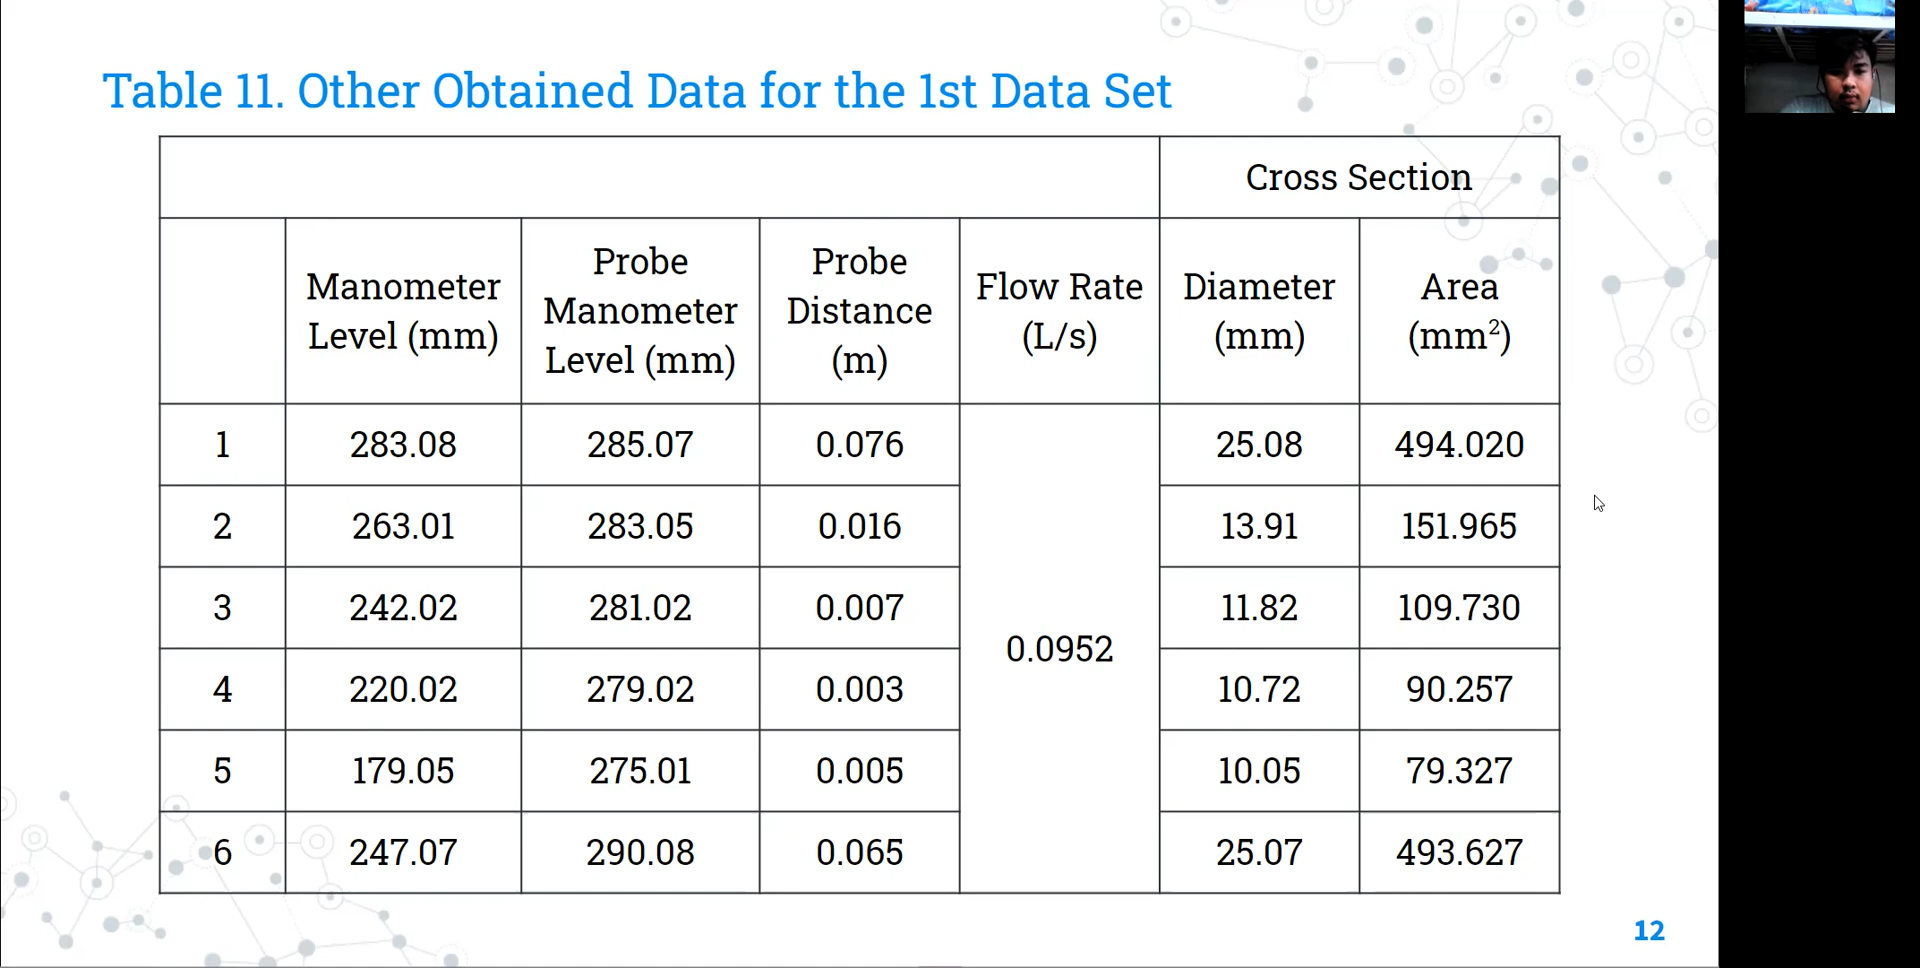 Table 11. Other Obtained Data for the 1st Data Set
Cross Section
Manometer Level (mm) Probe Manometer Level (mm) Probe Distance (m) Flow Rate (L/s) Diameter (mm) Area (mm²)
1 283.08 285.07 0.076 25.08 494.020
2 263.01 283.05 0.016 13.91 151.965
3 242.02 281.02 0.007 11.82 109.730
0.0952
4 220.02 279.02 0.003 10.72 90.257
5 179.05 275.01 0.005 10.05 79.327
6 247.07 290.08 0.065 25.07 493.627
12